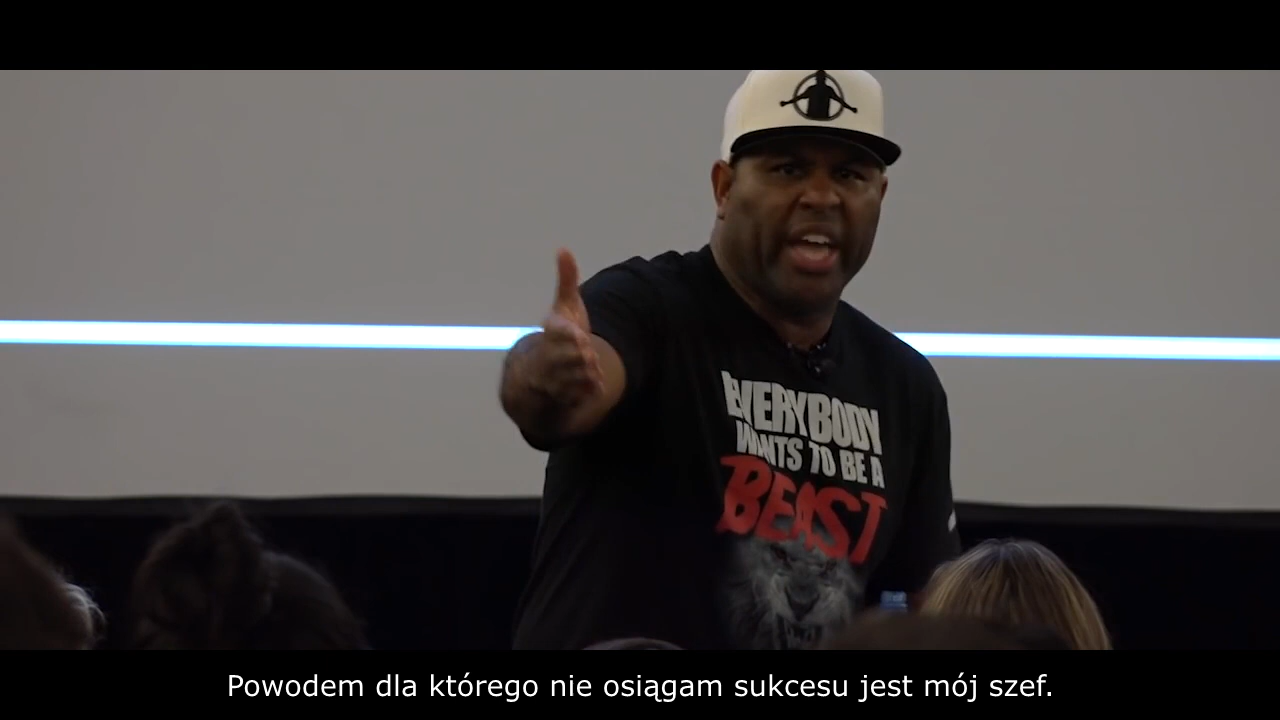 EVERYBODY
WANTS TO BE A
BEAST
Powodem dla którego nie osiągam sukcesu jest mój szef.